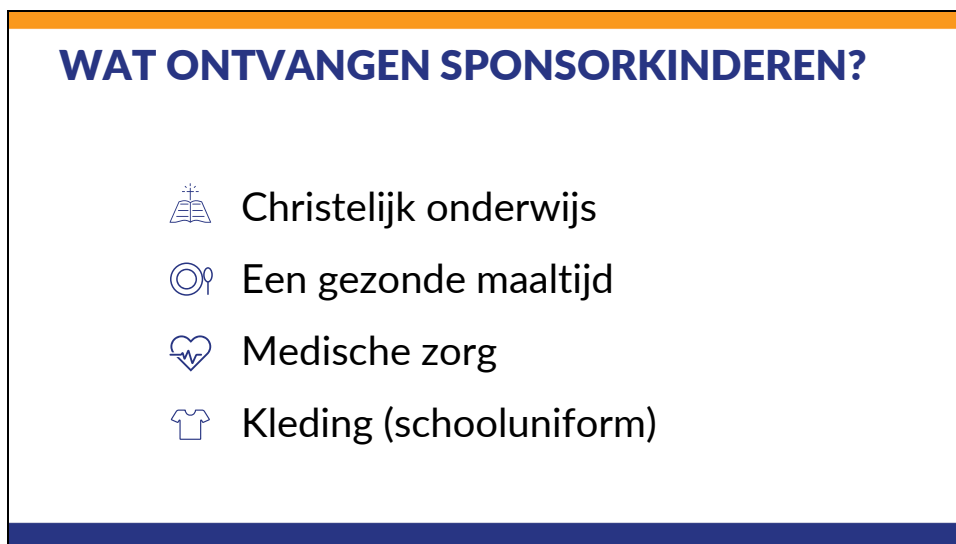 WAT ONTVANGEN SPONSORKINDEREN?
Christelijk onderwijs
Een gezonde maaltijd
Medische zorg
Kleding (schooluniform)